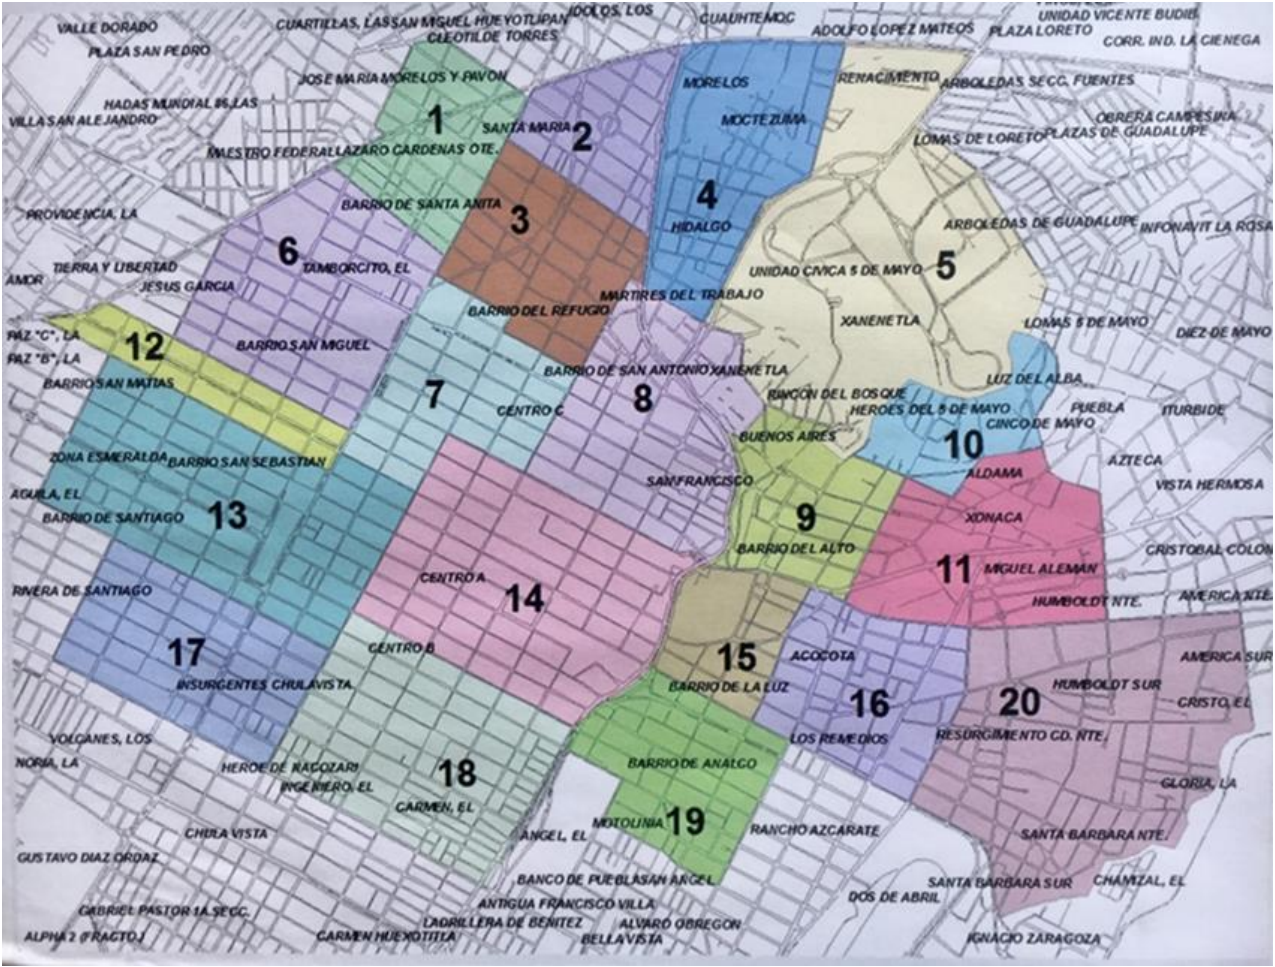 VALLE DORADO
PLAZA SAN PEDRO
CUARTILLAS, LAS
SAN MIGUEL HUEYOTLIPAN
CLEOTILDE TORRES
IDOLOS, LOS
CUAUHTEMOC
ADOLFO LOPEZ MATEOS
UNIDAD VICENTE BUDIB
PLAZA LORETO
CORR. IND. LA CIENEGA
JOSE MARIA MORELOS Y PAVON
MORELOS
RENACIMIENTO
ARBOLEDAS SECC. FUENTES
HADAS MUNDIAL 86, LAS
VILLA SAN ALEJANDRO
1
SANTA MARIA
2
MOCTEZUMA
OBRERA CAMPESINA
LOMAS DE LORETO
PLAZAS DE GUADALUPE
MAESTRO FEDERAL
LAZARO CARDENAS OTE.
PROVIDENCIA, LA
BARRIO DE SANTA ANITA
3
4
HIDALGO
ARBOLEDAS DE GUADALUPE
INFONAVIT LA ROSA
6
TAMBORCITO, EL
AMOR
TIERRA Y LIBERTAD
JESUS GARCIA
UNIDAD CIVICA 5 DE MAYO
5
MARTIRES DEL TRABAJO
BARRIO DEL REFUGIO
XANENETLA
LOMAS 5 DE MAYO
DIEZ DE MAYO
PAZ "C", LA
PAZ "B", LA
12
BARRIO SAN MIGUEL
BARRIO SAN MATIAS
BARRIO DE SAN ANTONIO
XANENETLA
LUZ DEL ALBA
7
CENTRO C
8
RINCON DEL BOSQUE
HEROES DEL 5 DE MAYO
CINCO DE MAYO
PUEBLA
ITURBIDE
BUENOS AIRES
10
ZONA ESMERALDA
BARRIO SAN SEBASTIAN
ALDAMA
AZTECA
VISTA HERMOSA
SAN FRANCISCO
AGUILA, EL
BARRIO DE SANTIAGO
13
9
XONACA
BARRIO DEL ALTO
CRISTOBAL COLON
11
MIGUEL ALEMAN
CENTRO A
14
RIVERA DE SANTIAGO
HUMBOLDT NTE.
AMERICA NTE.
17
CENTRO B
15
ACOCOTA
AMERICA SUR
INSURGENTES CHULAVISTA
BARRIO DE LA LUZ
16
HUMBOLDT SUR
20
CRISTO, EL
VOLCANES, LOS
LOS REMEDIOS
RESURGIMIENTO CD. NTE.
NORIA, LA
HEROE DE NACOZARI
INGENIERO, EL
18
BARRIO DE ANALCO
GLORIA, LA
CARMEN, EL
CHULA VISTA
ANGEL, EL
MOTOLINIA
19
RANCHO AZCARATE
SANTA BARBARA NTE.
GUSTAVO DIAZ ORDAZ
BANCO DE PUEBLA
SAN ANGEL
SANTA BARBARA SUR
CHAMIZAL, EL
DOS DE ABRIL
GABRIEL PASTOR 1A SECC.
ANTIGUA FRANCISCO VILLA
LADRILLERA DE BENITEZ
ALVARO OBREGON
ALPHA 2 (FRACTO)
CARMEN HUEXOTITLA
BELLA VISTA
IGNACIO ZARAGOZA